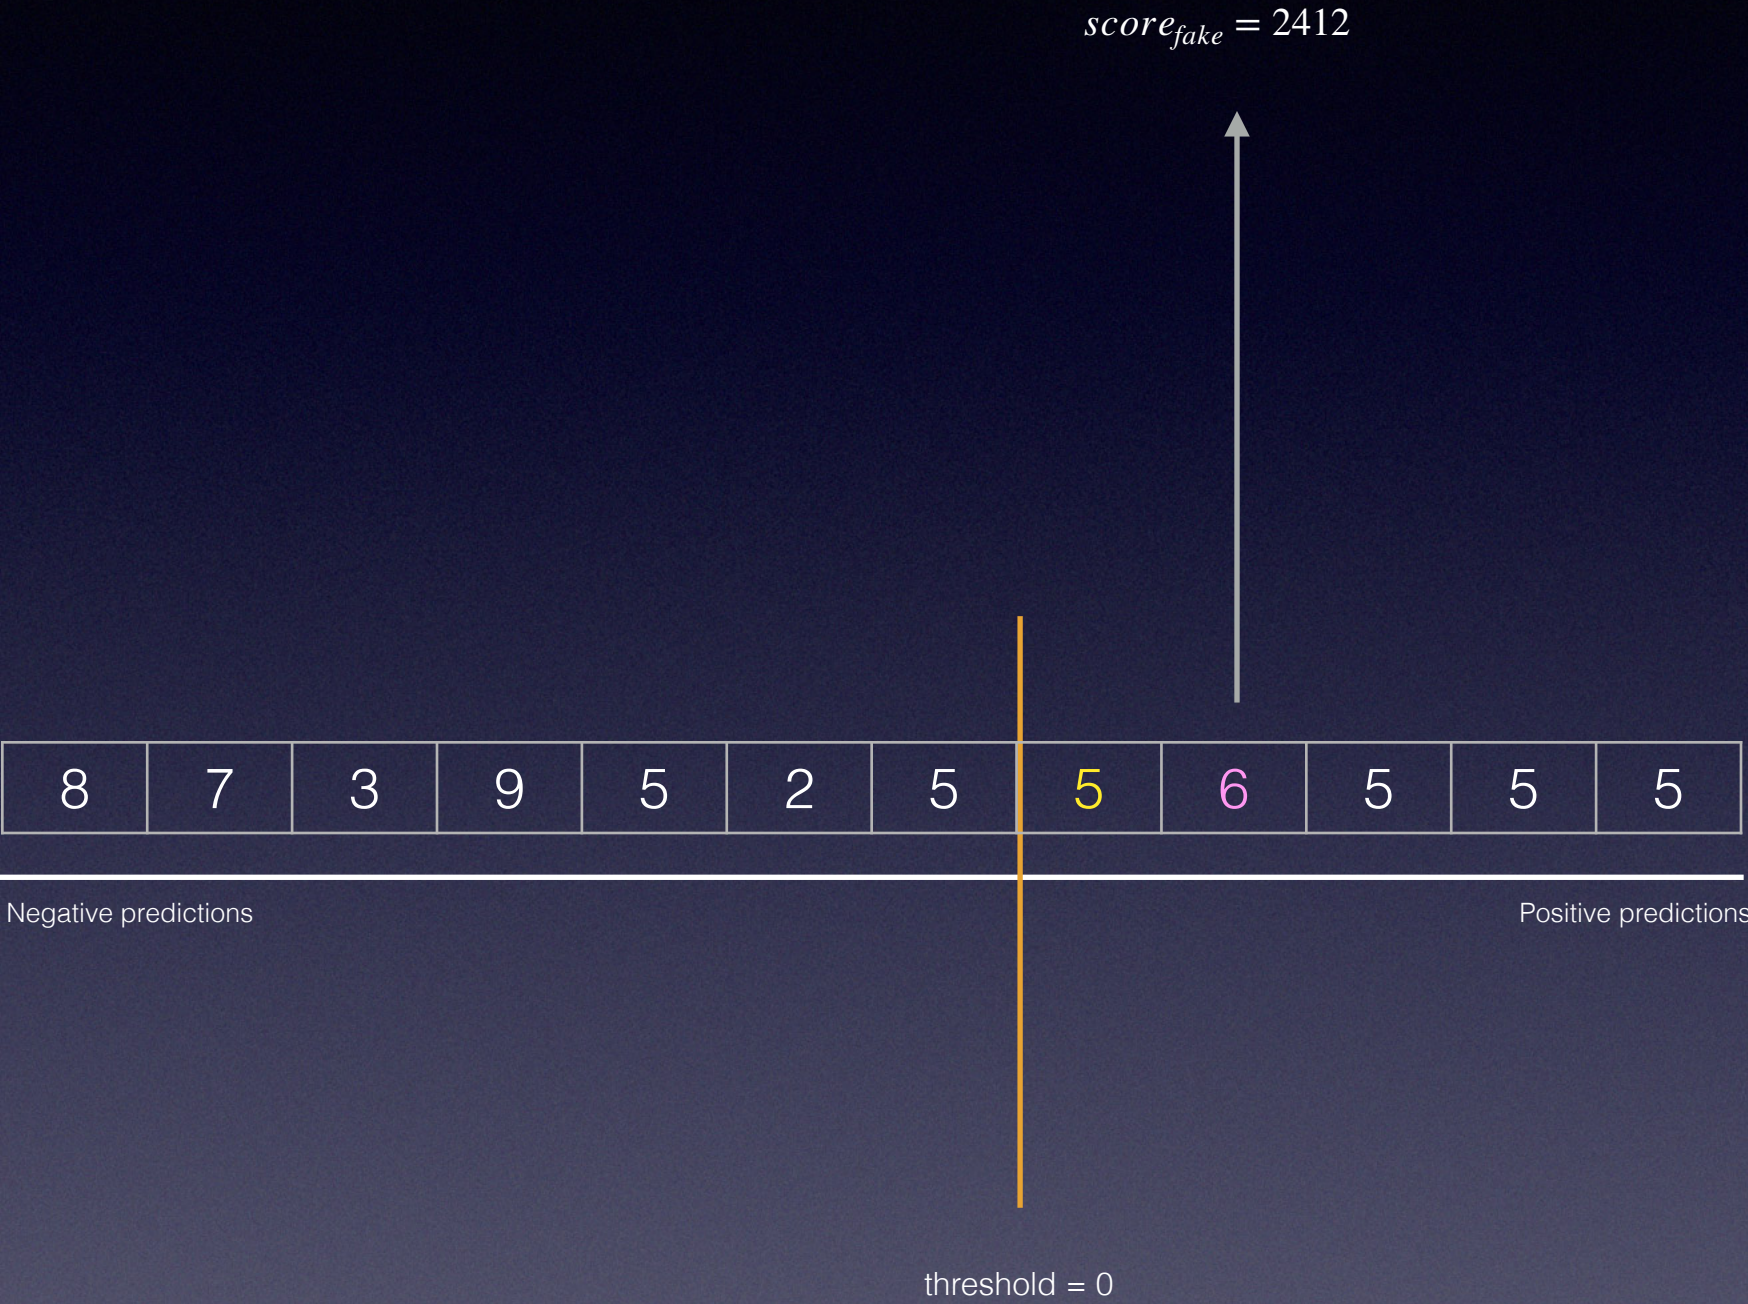 score_fake = 2412
8 7 3 9 5 2 5 5 6 5 5 5
Negative predictions Positive predictions
threshold = 0